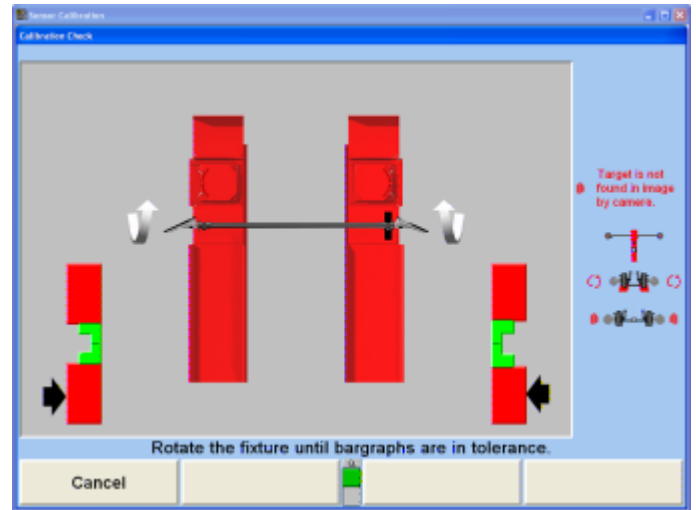 Sensor Calibration
Calibration Check
Target is not
found in image
by camera.
Rotate the fixture until bargraphs are in tolerance.
Cancel